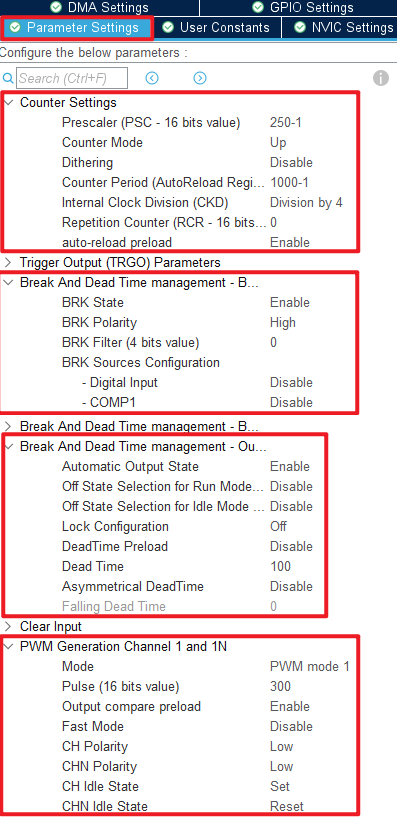 DMA Settings GPIO Settings
Parameter Settings User Constants NVIC Settings
Configure the below parameters :
Search (Ctrl+F)
Counter Settings
Prescaler (PSC - 16 bits value) 250-1
Counter Mode Up
Dithering Disable
Counter Period (AutoReload Regi... 1000-1
Internal Clock Division (CKD) Division by 4
Repetition Counter (RCR - 16 bits... 0
auto-reload preload Enable
Trigger Output (TRGO) Parameters
Break And Dead Time management - B...
BRK State Enable
BRK Polarity High
BRK Filter (4 bits value) 0
BRK Sources Configuration
- Digital Input Disable
- COMP1 Disable
Break And Dead Time management - B...
Break And Dead Time management - Ou...
Automatic Output State Enable
Off State Selection for Run Mode... Disable
Off State Selection for Idle Mode ... Disable
Lock Configuration Off
DeadTime Preload Disable
Dead Time 100
Asymmetrical DeadTime Disable
Falling Dead Time 0
Clear Input
PWM Generation Channel 1 and 1N
Mode PWM mode 1
Pulse (16 bits value) 300
Output compare preload Enable
Fast Mode Disable
CH Polarity Low
CHN Polarity Low
CH Idle State Set
CHN Idle State Reset